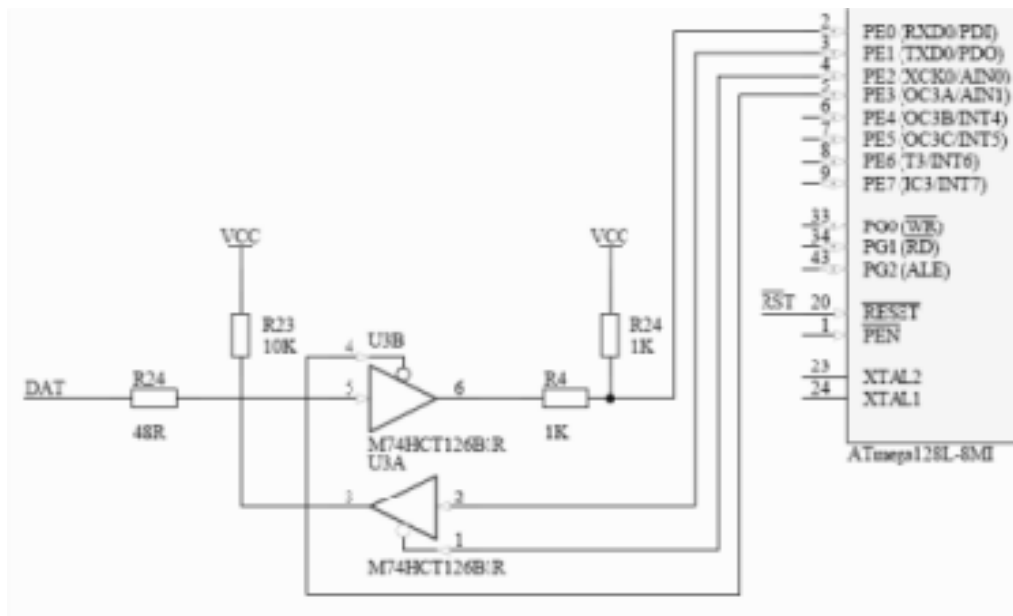 2
PE0 (RXD0/PDI)
3
PE1 (TXD0/PDO)
4
PE2 (XCK0/AIN0)
5
PE3 (OC3A/AIN1)
6
PE4 (OC3B/INT4)
7
PE5 (OC3C/INT5)
8
PE6 (T3/INT6)
9
PE7 (IC3/INT7)
33
PG0 (WR)
34
PG1 (RD)
43
PG2 (ALE)
RST
20
RESET
1
PEN
23
XTAL2
24
XTAL1
ATmega128L-8MI
VCC
VCC
R23
10K
4
U3B
R24
1K
DAT
R24
48R
5
6
R4
1K
M74HCT126B1R
U3A
3
2
1
M74HCT126B1R